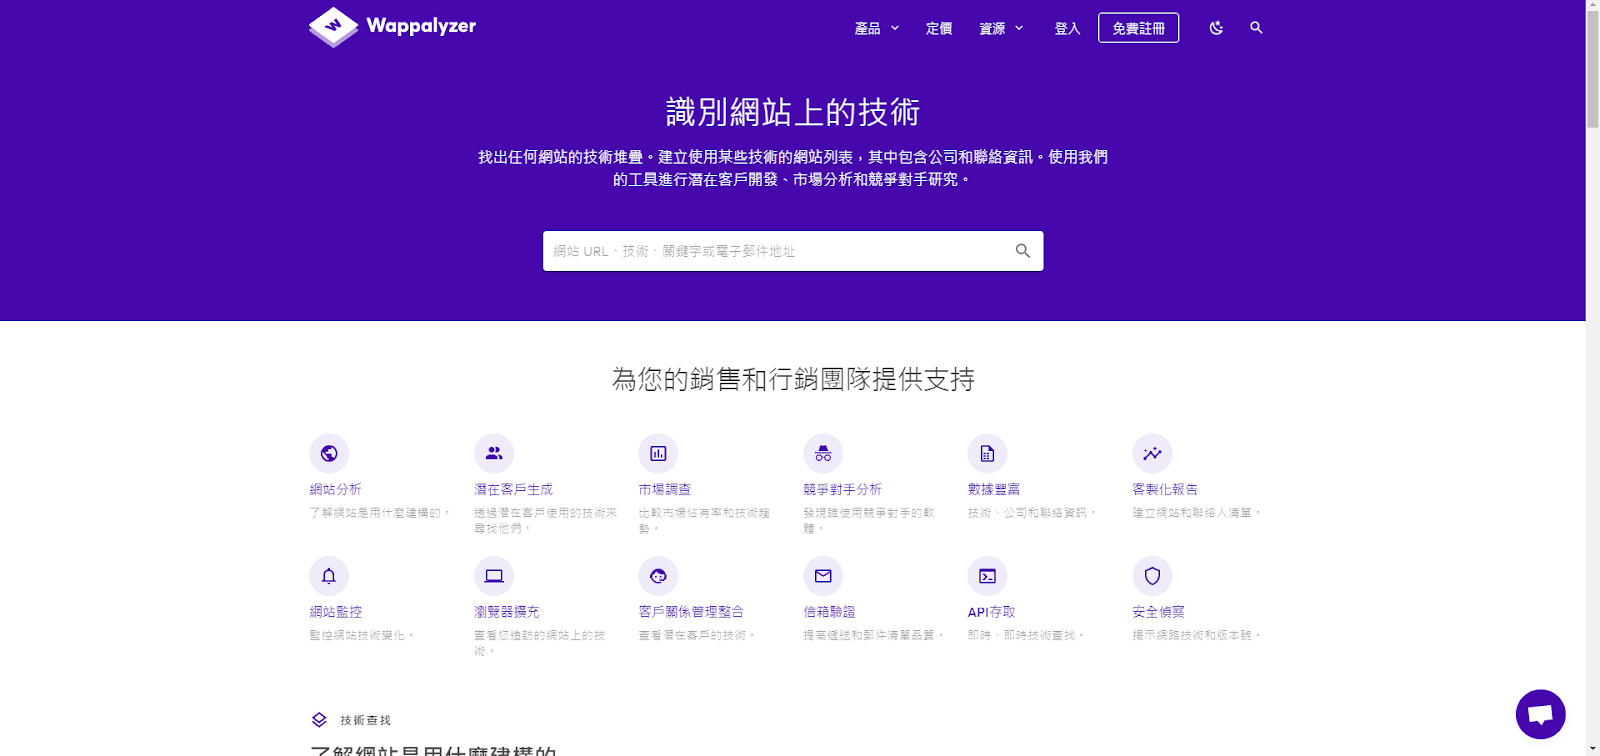 Wappalyzer
產品 定價 資源 登入 免費註冊
識別網站上的技術
找出任何網站的技術堆疊。建立使用某些技術的網站列表，其中包含公司和聯絡資訊。使用我們
的工具進行潛在客戶開發、市場分析和競爭對手研究。
網站 URL、技術、關鍵字或電子郵件地址
為您的銷售和行銷團隊提供支持
網站分析
了解網站是用什麼建構的。
潛在客戶生成
透過潛在客戶使用的技術來
尋找他們。
市場調查
比較市場佔有率和技術趨
勢。
競爭對手分析
發現誰使用競爭對手的軟
體。
數據豐富
技術、公司和聯絡資訊。
客製化報告
建立網站和聯絡人清單。
網站監控
監控網站技術變化。
瀏覽器擴充
查看您造訪的網站上的技
術。
客戶關係管理整合
查看潛在客戶的技術。
信箱驗證
提高遞送和郵件清單品質。
API存取
即時、即時技術查找。
安全偵察
揭示網路技術和版本號。
技術查找
了解網站是用什麼建構的